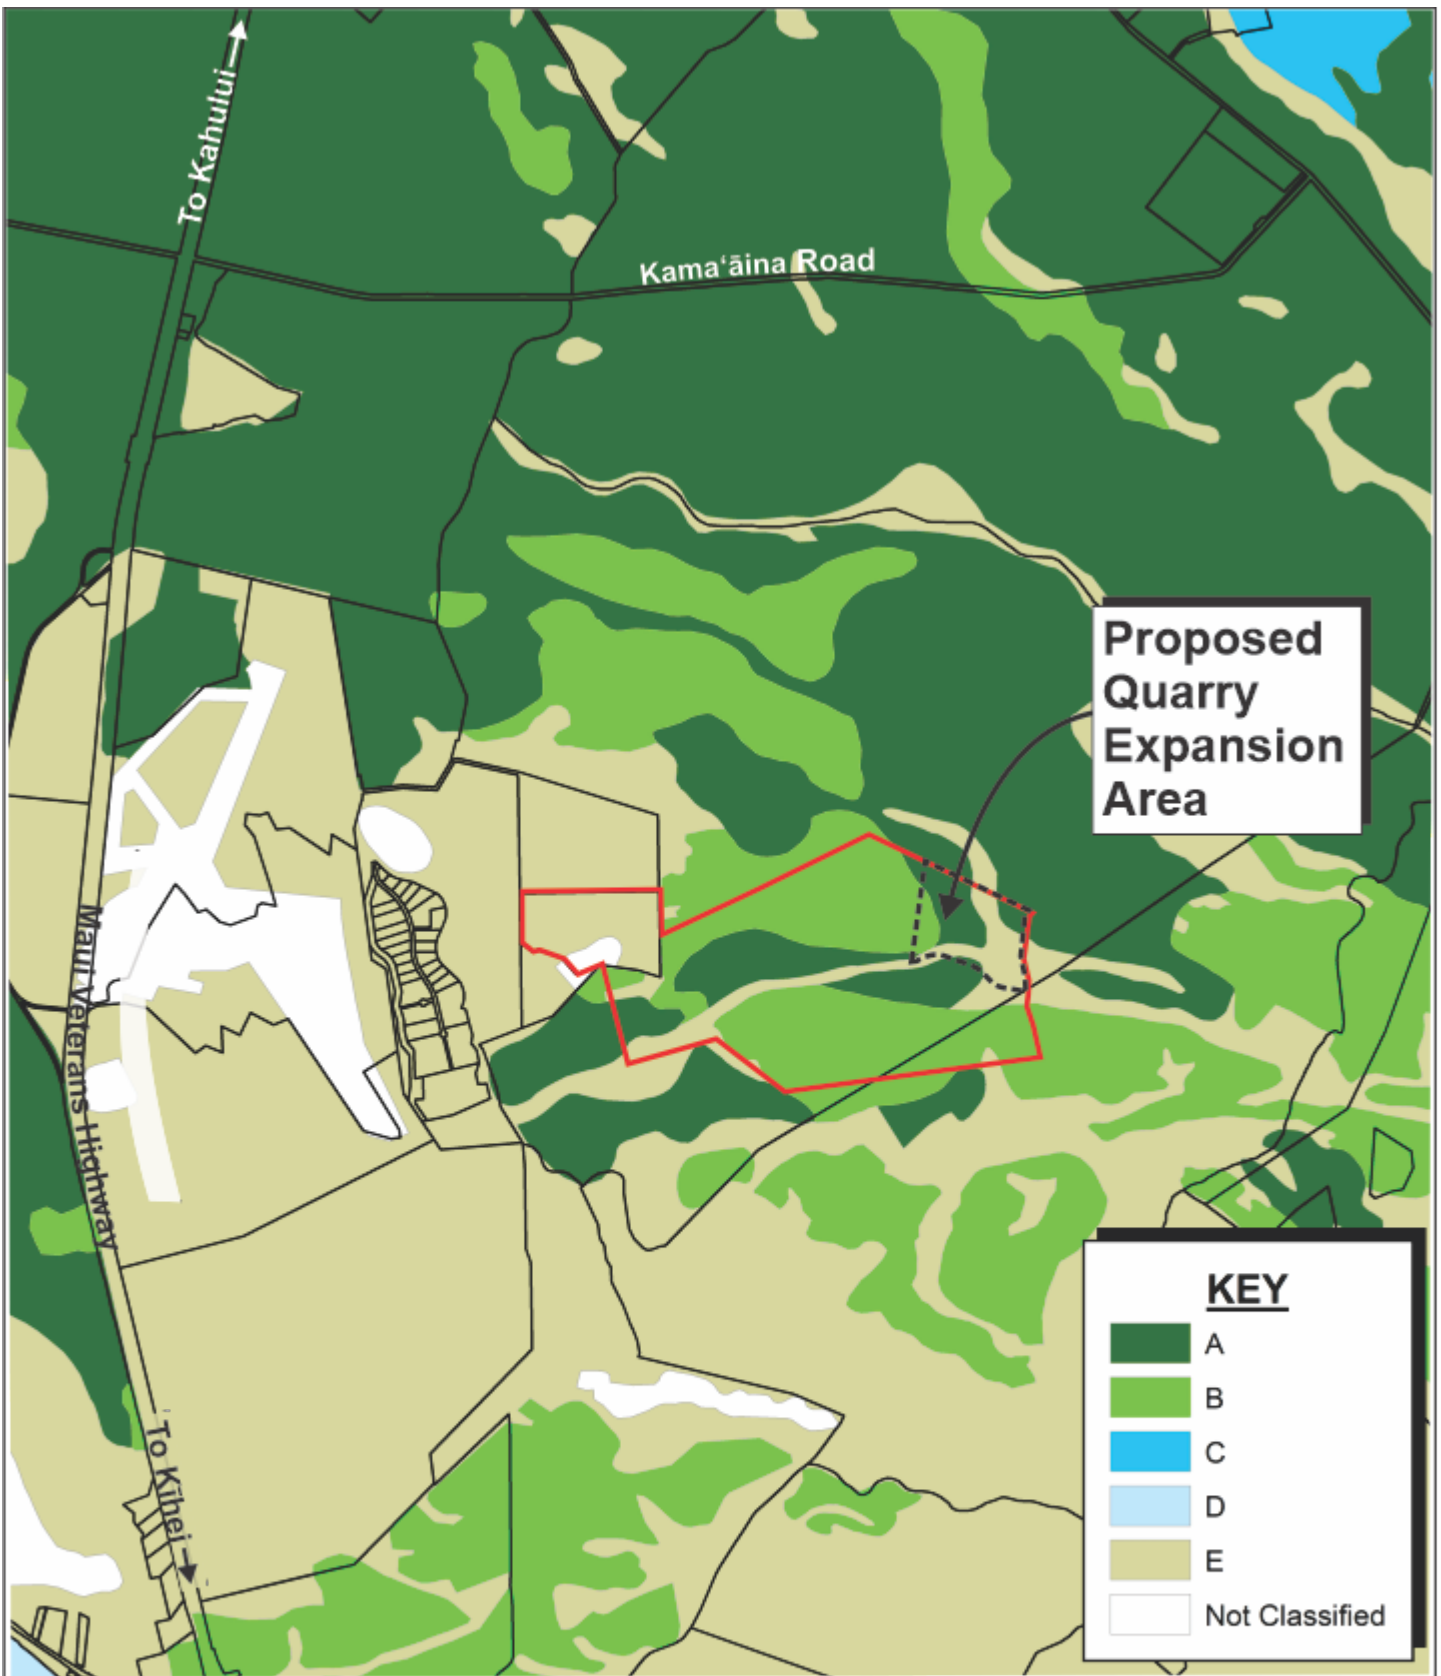 To Kahului
Kama‘āina Road
Proposed
Quarry
Expansion
Area
Maui Veterans Highway
To Kīhei
KEY
A
B
C
D
E
Not Classified